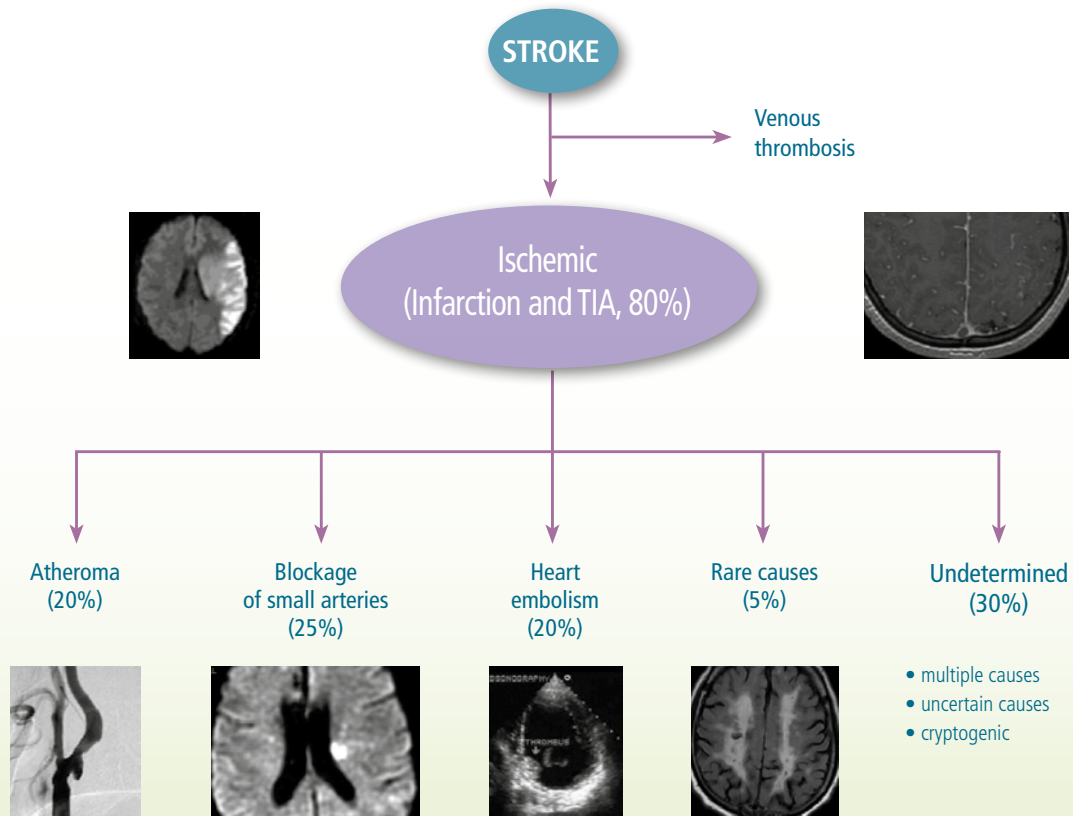 STROKE
Venous
thrombosis
Ischemic
(Infarction and TIA, 80%)
Atheroma
(20%)
Blockage
of small arteries
(25%)
Heart
embolism
(20%)
Rare causes
(5%)
Undetermined
(30%)
DSONOGRAPHY
THROMBUS
• multiple causes
• uncertain causes
• cryptogenic